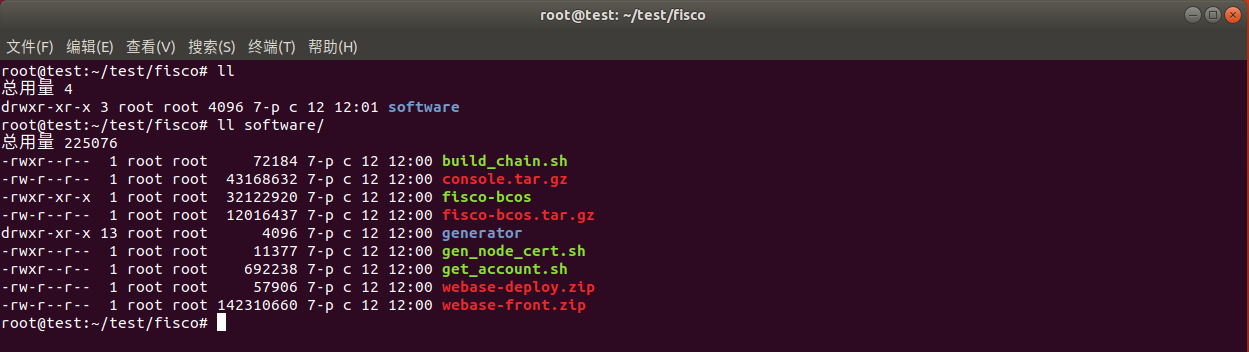 root@test: ~/test/fisco
文件(F) 编辑(E) 查看(V) 搜索(S) 终端(T) 帮助(H)
root@test:~/test/fisco# ll
总用量 4
drwxr-xr-x 3 root root 4096 7-p c 12 12:01 software
root@test:~/test/fisco# ll software/
总用量 225076
-rwxr--r--  1 root root     72184 7-p c 12 12:00 build_chain.sh
-rw-r--r--  1 root root  43168632 7-p c 12 12:00 console.tar.gz
-rwxr-xr-x  1 root root  32122920 7-p c 12 12:00 fisco-bcos
-rw-r--r--  1 root root  12016437 7-p c 12 12:00 fisco-bcos.tar.gz
drwxr-xr-x 13 root root      4096 7-p c 12 12:00 generator
-rwxr--r--  1 root root     11377 7-p c 12 12:00 gen_node_cert.sh
-rwxr--r--  1 root root    692238 7-p c 12 12:00 get_account.sh
-rw-r--r--  1 root root     57906 7-p c 12 12:00 webase-deploy.zip
-rw-r--r--  1 root root 142310660 7-p c 12 12:00 webase-front.zip
root@test:~/test/fisco#